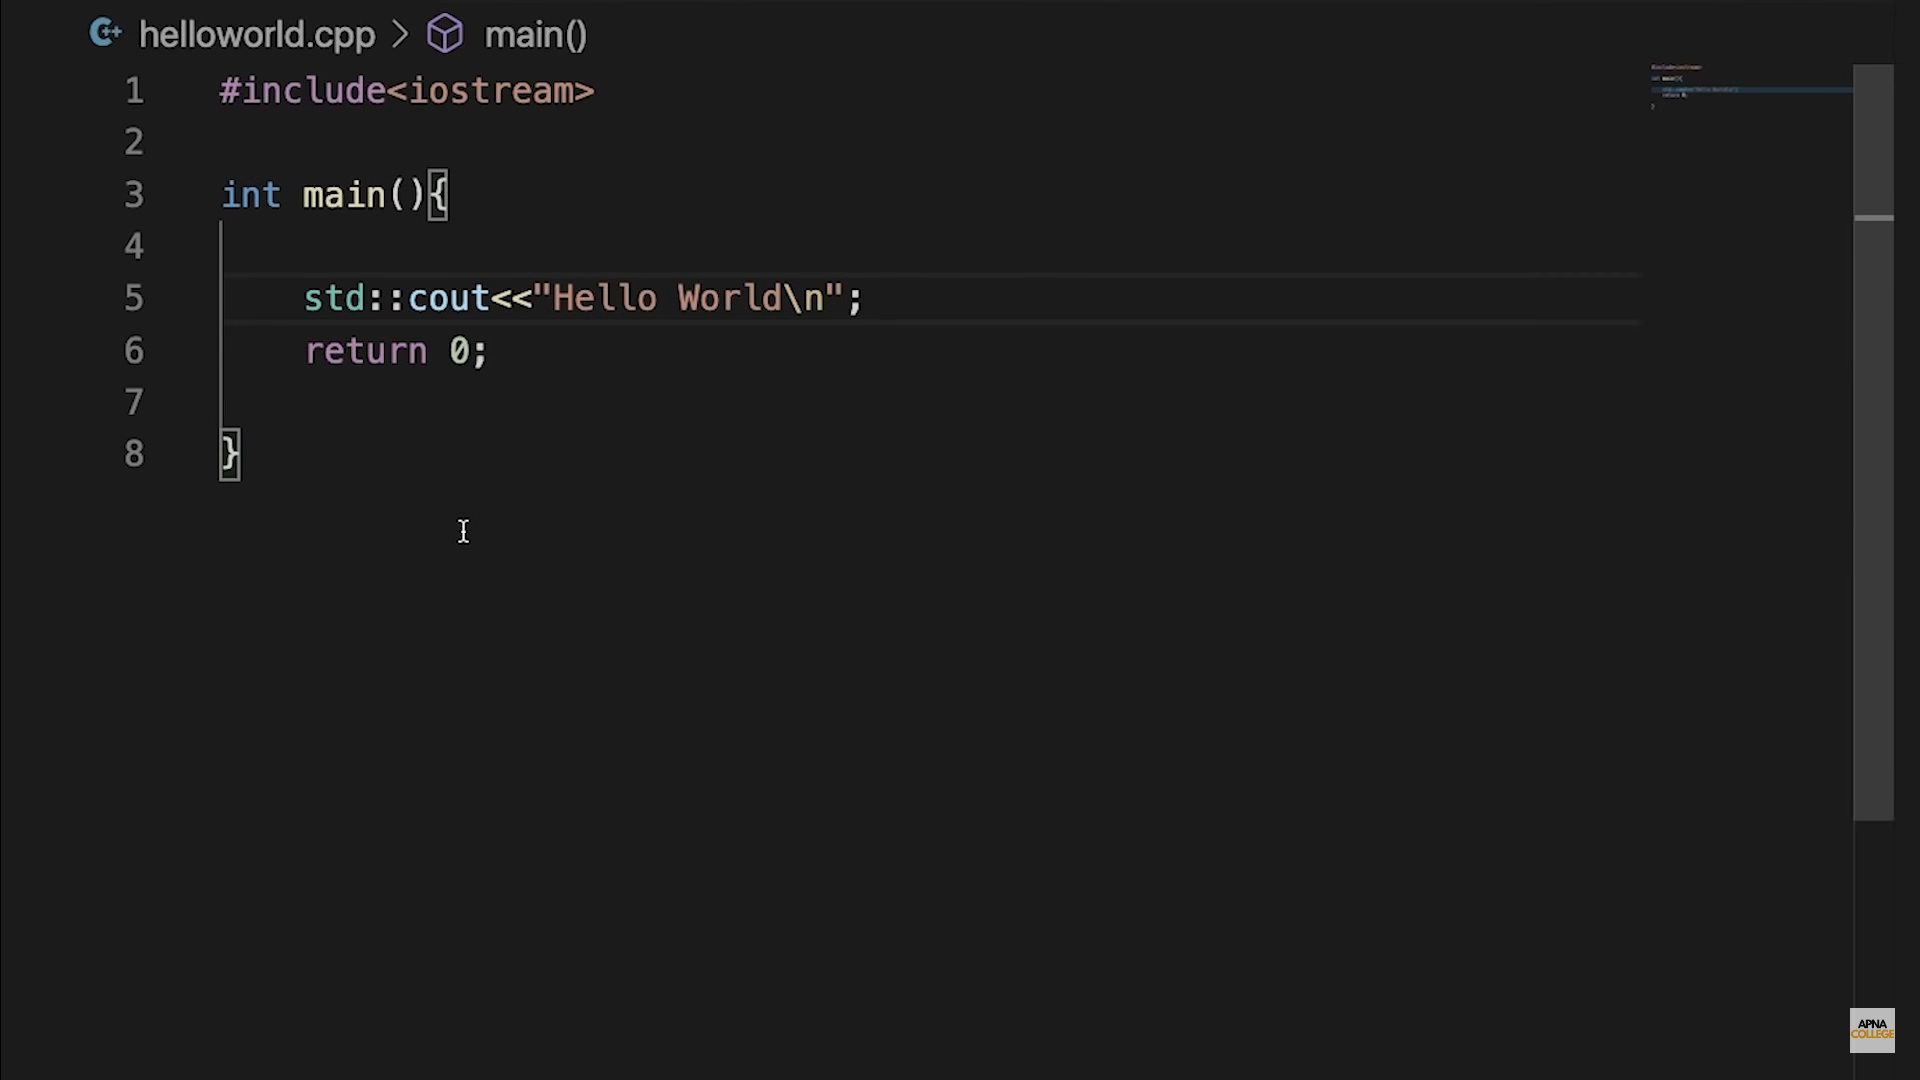 helloworld.cpp > main()
1 #include<iostream>
2
3 int main(){
4
5 std::cout<<"Hello World\n";
6 return 0;
7
8 }
APNA
COLLEGE